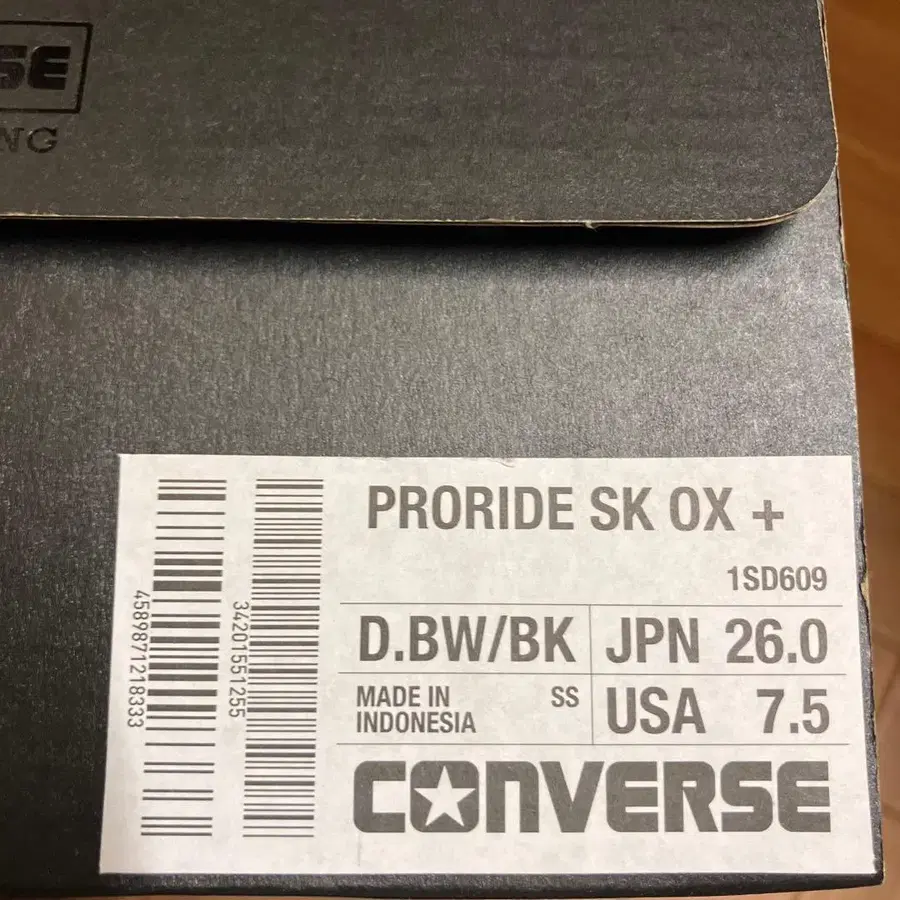 SE
NG
PRORIDE SK OX +
1SD609
D.BW/BK
JPN 26.0
MADE IN
INDONESIA
SS
USA 7.5
CONVERSE
4589871218333
34201551255